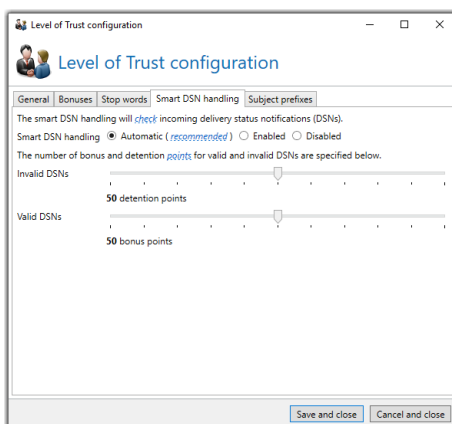 Level of Trust configuration
Level of Trust configuration
General Bonuses Stop words Smart DSN handling Subject prefixes
The smart DSN handling will check incoming delivery status notifications (DSNs).
Smart DSN handling Automatic ( recommended ) Enabled Disabled
The number of bonus and detention points for valid and invalid DSNs are specified below.
Invalid DSNs
50 detention points
Valid DSNs
50 bonus points
Save and close Cancel and close